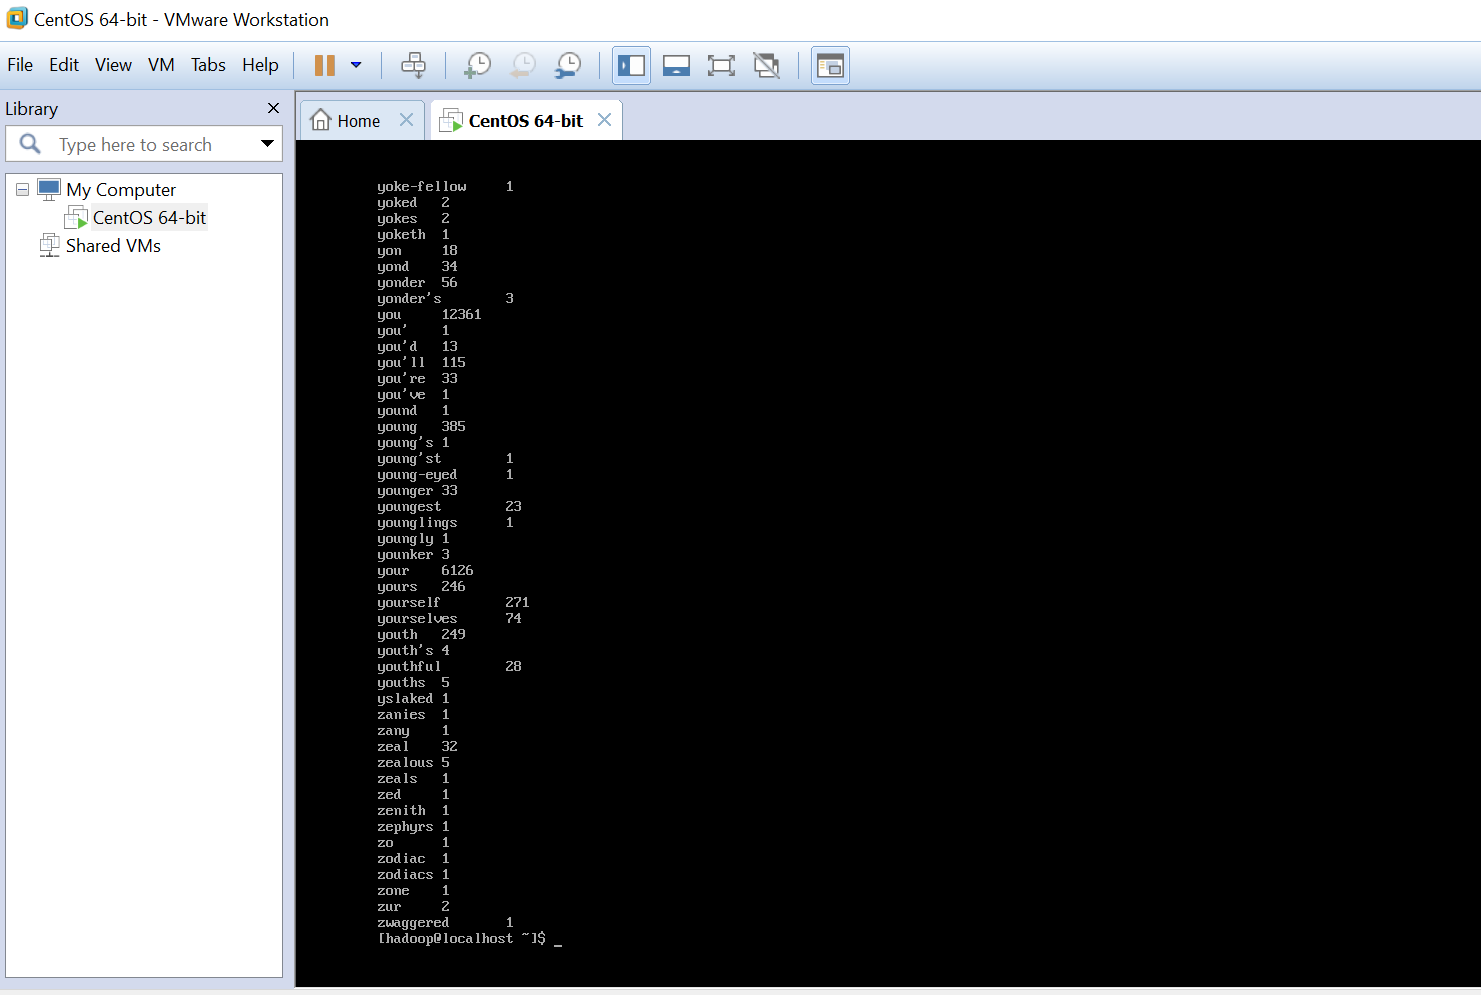 CentOS 64-bit - VMware Workstation
File Edit View VM Tabs Help
Library
Type here to search
My Computer
CentOS 64-bit
Shared VMs
Home
CentOS 64-bit
yoke-fellow 1
yoked 2
yokes 2
yoketh 1
yon 18
yond 34
yonder 56
yonder's 3
you 12361
you' 1
you'd 13
you'll 115
you're 33
you've 1
yound 1
young 385
young's 1
young'st 1
young-eyed 1
younger 33
youngest 23
younglings 1
youngly 1
younker 3
your 6126
yours 246
yourself 271
yourselves 74
youth 249
youth's 4
youthful 28
youths 5
yslaked 1
zanies 1
zany 1
zeal 32
zealous 5
zeals 1
zed 1
zenith 1
zephyrs 1
zo 1
zodiac 1
zodiacs 1
zone 1
zur 2
zwaggered 1
[hadoop@localhost ~]$ _